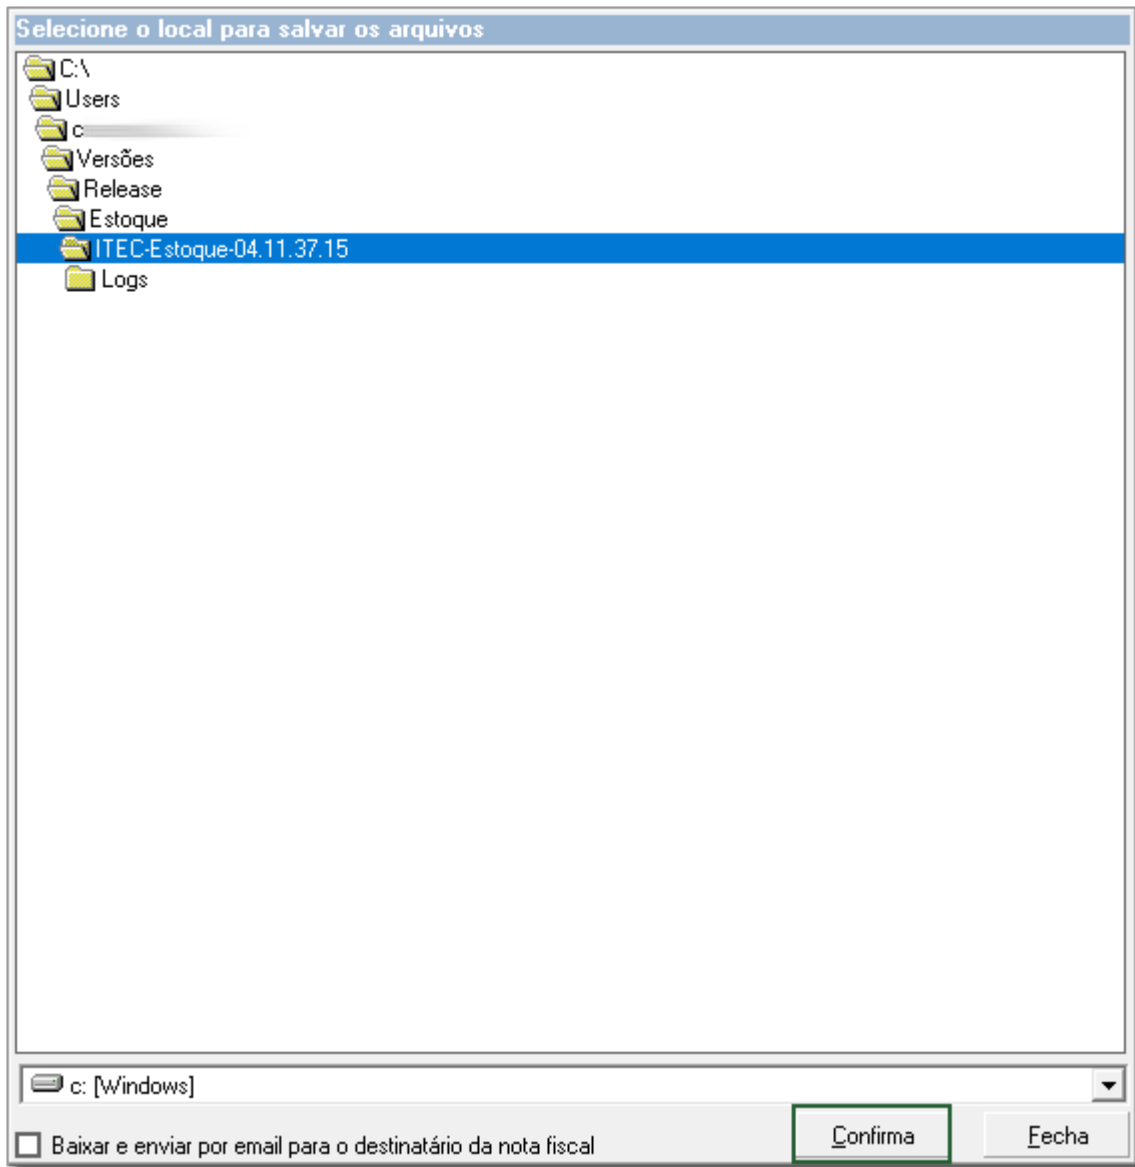 Selecione o local para salvar os arquivos
C:\
Users
c
Versões
Release
Estoque
ITEC-Estoque-04.11.37.15
Logs
c: [Windows]
Baixar e enviar por email para o destinatário da nota fiscal
Confirma
Fecha